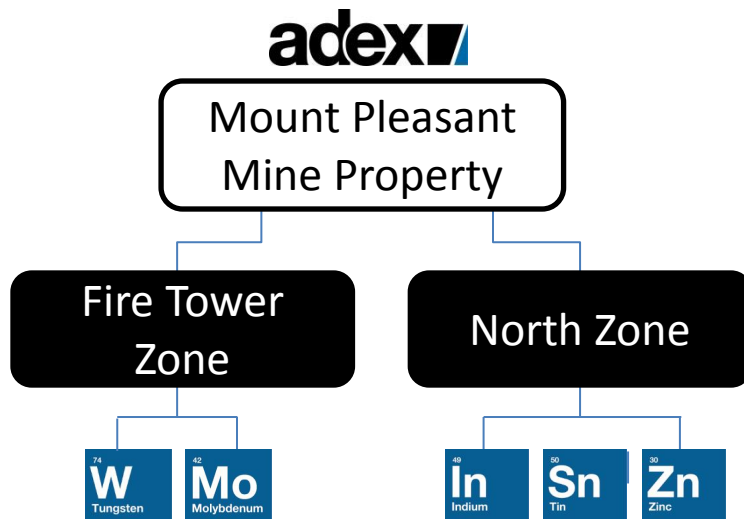 adex
Mount Pleasant
Mine Property
Fire Tower
Zone
North Zone
74
W
Tungsten
42
Mo
Molybdenum
49
In
Indium
50
Sn
Tin
30
Zn
Zinc